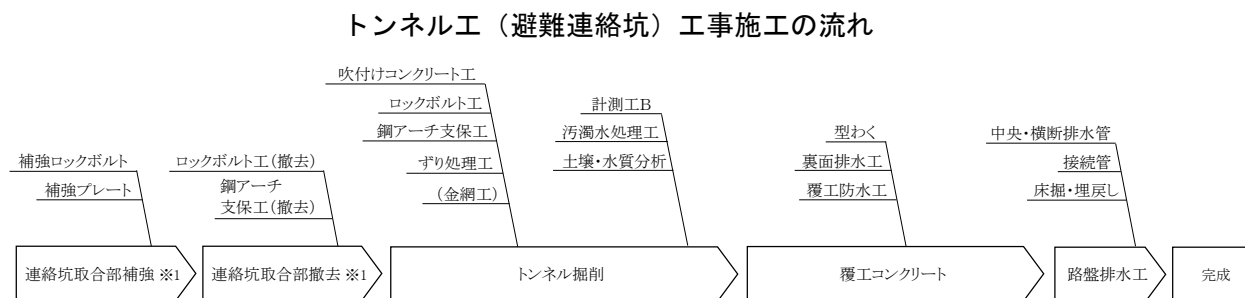 トンネル工（避難連絡坑）工事施工の流れ
補強ロックボルト
補強プレート
連絡坑取合部補強 ※1
ロックボルト工(撤去)
鋼アーチ
支保工(撤去)
連絡坑取合部撤去 ※1
吹付けコンクリート工
ロックボルト工
鋼アーチ支保工
ずり処理工
(金網工)
計測工B
汚濁水処理工
土壌・水質分析
トンネル掘削
型わく
裏面排水工
覆工防水工
覆工コンクリート
中央・横断排水管
接続管
床掘・埋戻し
路盤排水工
完成